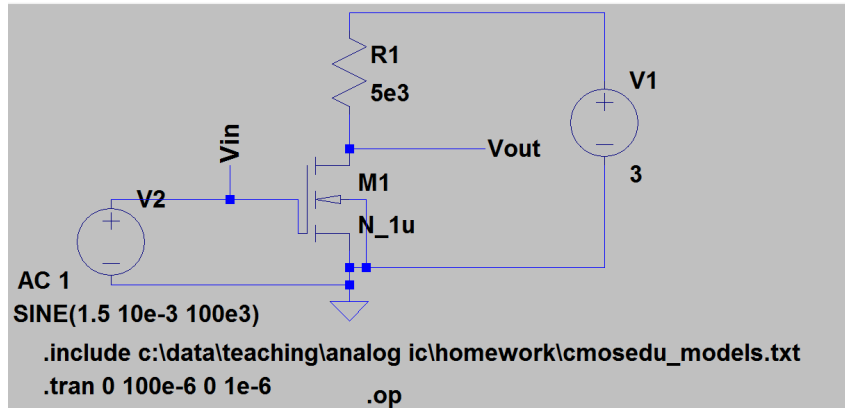 R1
5e3
V1
3
Vin
Vout
V2
M1
N_1u
AC 1
SINE(1.5 10e-3 100e3)
.include c:\data\teaching\analog ic\homework\cmosedu_models.txt
.tran 0 100e-6 0 1e-6
.op